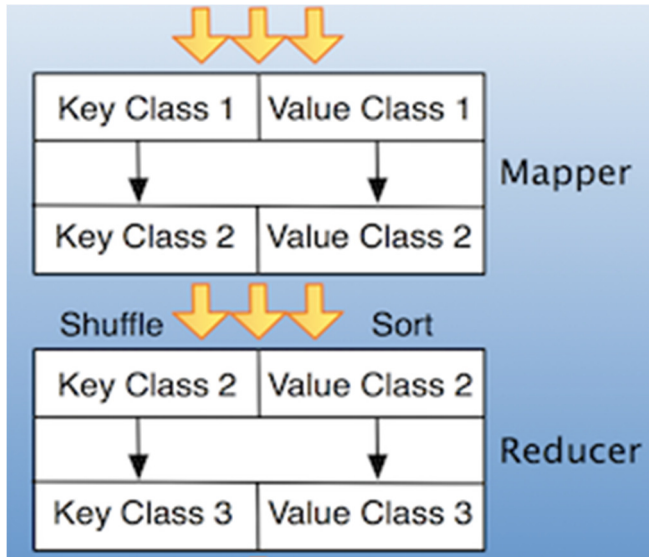 Key Class 1 Value Class 1
Mapper
Key Class 2 Value Class 2
Shuffle Sort
Key Class 2 Value Class 2
Reducer
Key Class 3 Value Class 3